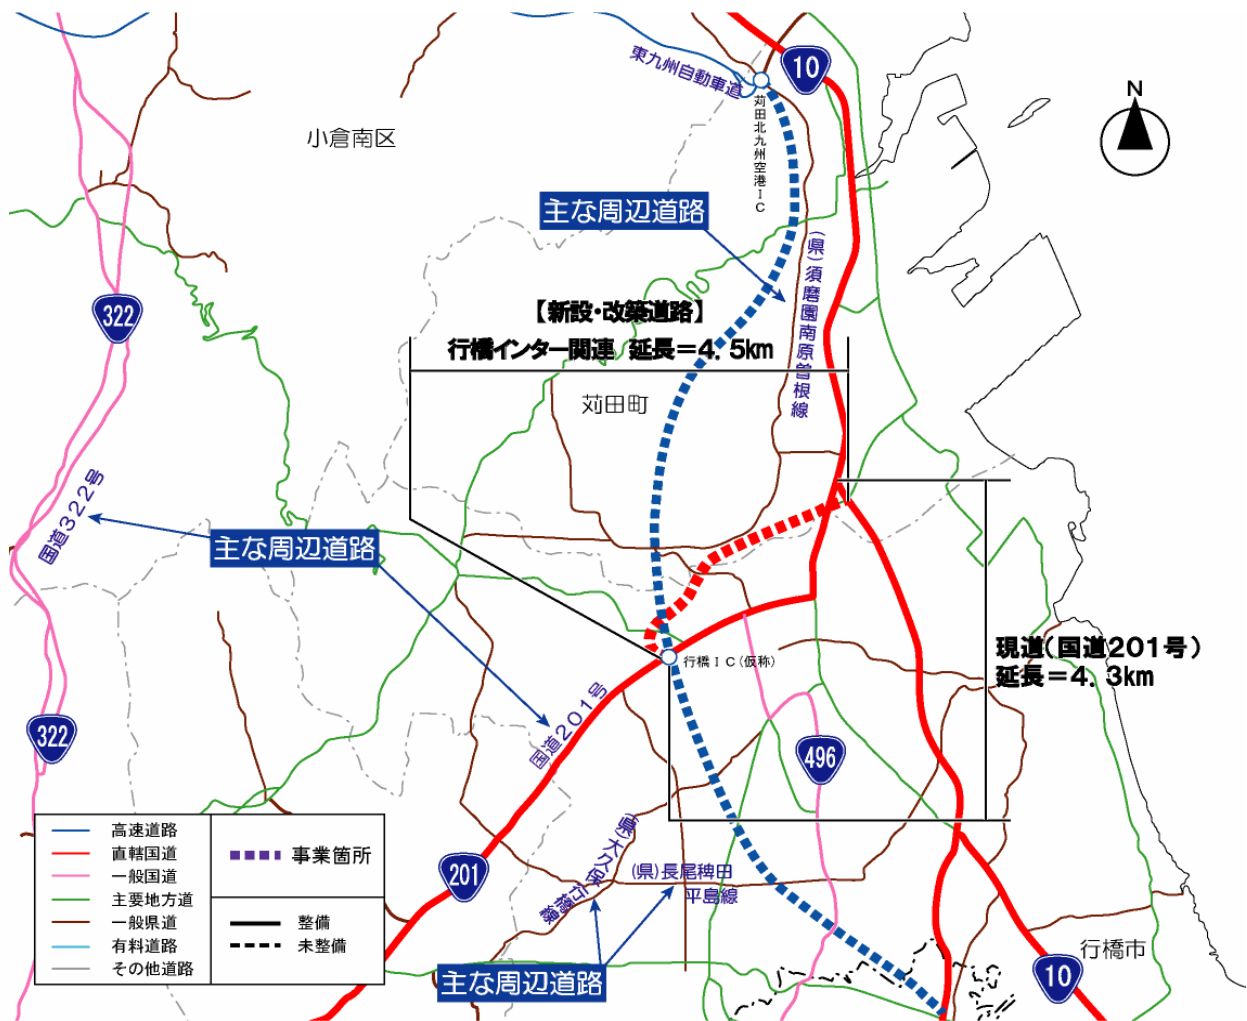 東九州自動車道
10
N
小倉南区
苅田北九州空港IC
主な周辺道路
(県)須磨園南原曽根線
322
【新設・改築道路】
行橋インター関連 延長=4.5km
苅田町
国道322号
主な周辺道路
現道(国道201号)
延長=4.3km
行橋IC(仮称)
国道201号
322
496
高速道路
直轄国道
一般国道
主要地方道
一般県道
有料道路
その他道路
事業箇所
整備
未整備
201
(県)大久保行橋線
(県)長尾稗田
平島線
行橋市
主な周辺道路
10